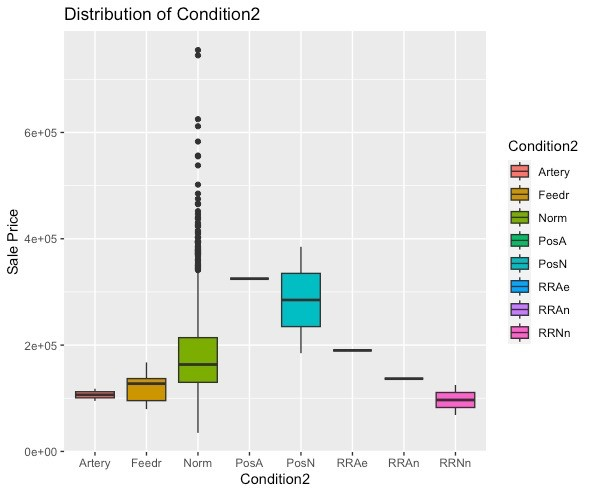 Distribution of Condition2
Sale Price
6e+05
4e+05
2e+05
0e+00
Artery Feedr Norm PosA PosN RRAe RRAn RRNn
Condition2
Condition2
Artery
Feedr
Norm
PosA
PosN
RRAe
RRAn
RRNn